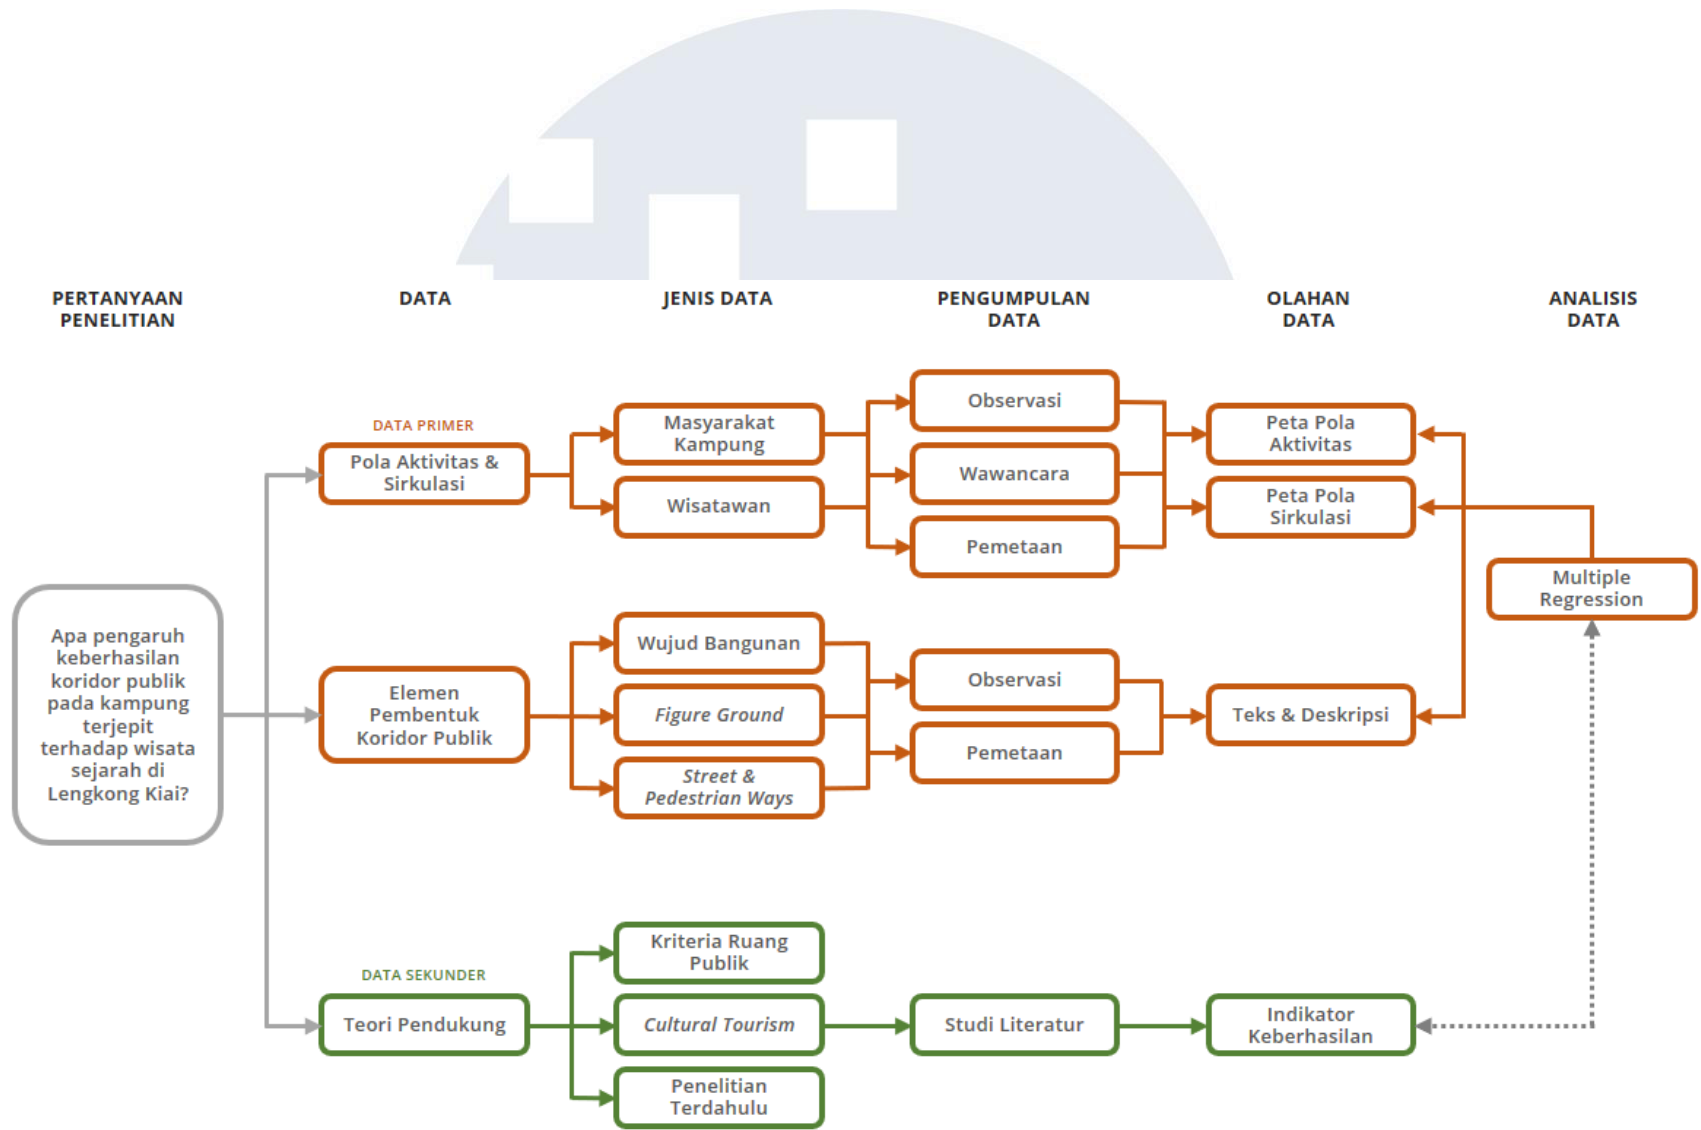 PERTANYAAN
PENELITIAN
DATA
JENIS DATA
PENGUMPULAN
DATA
OLAHAN
DATA
ANALISIS
DATA
DATA PRIMER
Pola Aktivitas &
Sirkulasi
Masyarakat
Kampung
Wisatawan
Observasi
Wawancara
Pemetaan
Peta Pola
Aktivitas
Peta Pola
Sirkulasi
Multiple
Regression
Apa pengaruh
keberhasilan
koridor publik
pada kampung
terjepit
terhadap wisata
sejarah di
Lengkong Kiai?
Elemen
Pembentuk
Koridor Publik
Wujud Bangunan
Figure Ground
Street &
Pedestrian Ways
Observasi
Pemetaan
Teks & Deskripsi
DATA SEKUNDER
Teori Pendukung
Kriteria Ruang
Publik
Cultural Tourism
Penelitian
Terdahulu
Studi Literatur
Indikator
Keberhasilan